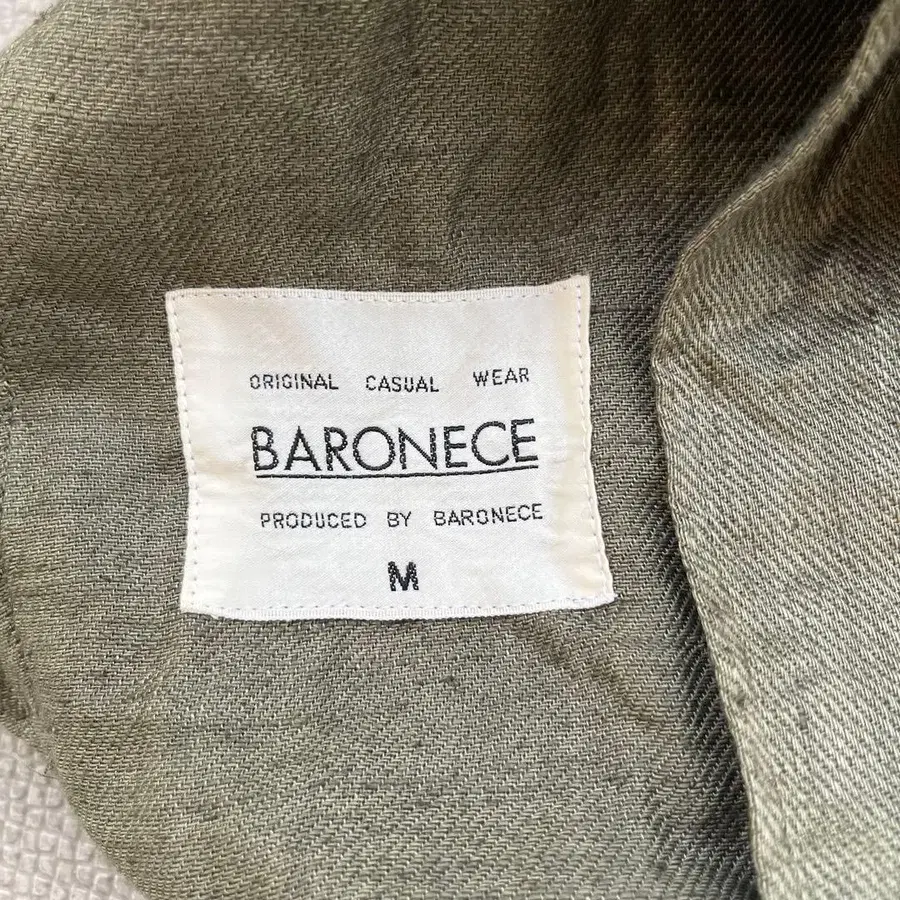 ORIGINAL CASUAL WEAR
BARONECE
PRODUCED BY BARONECE
M